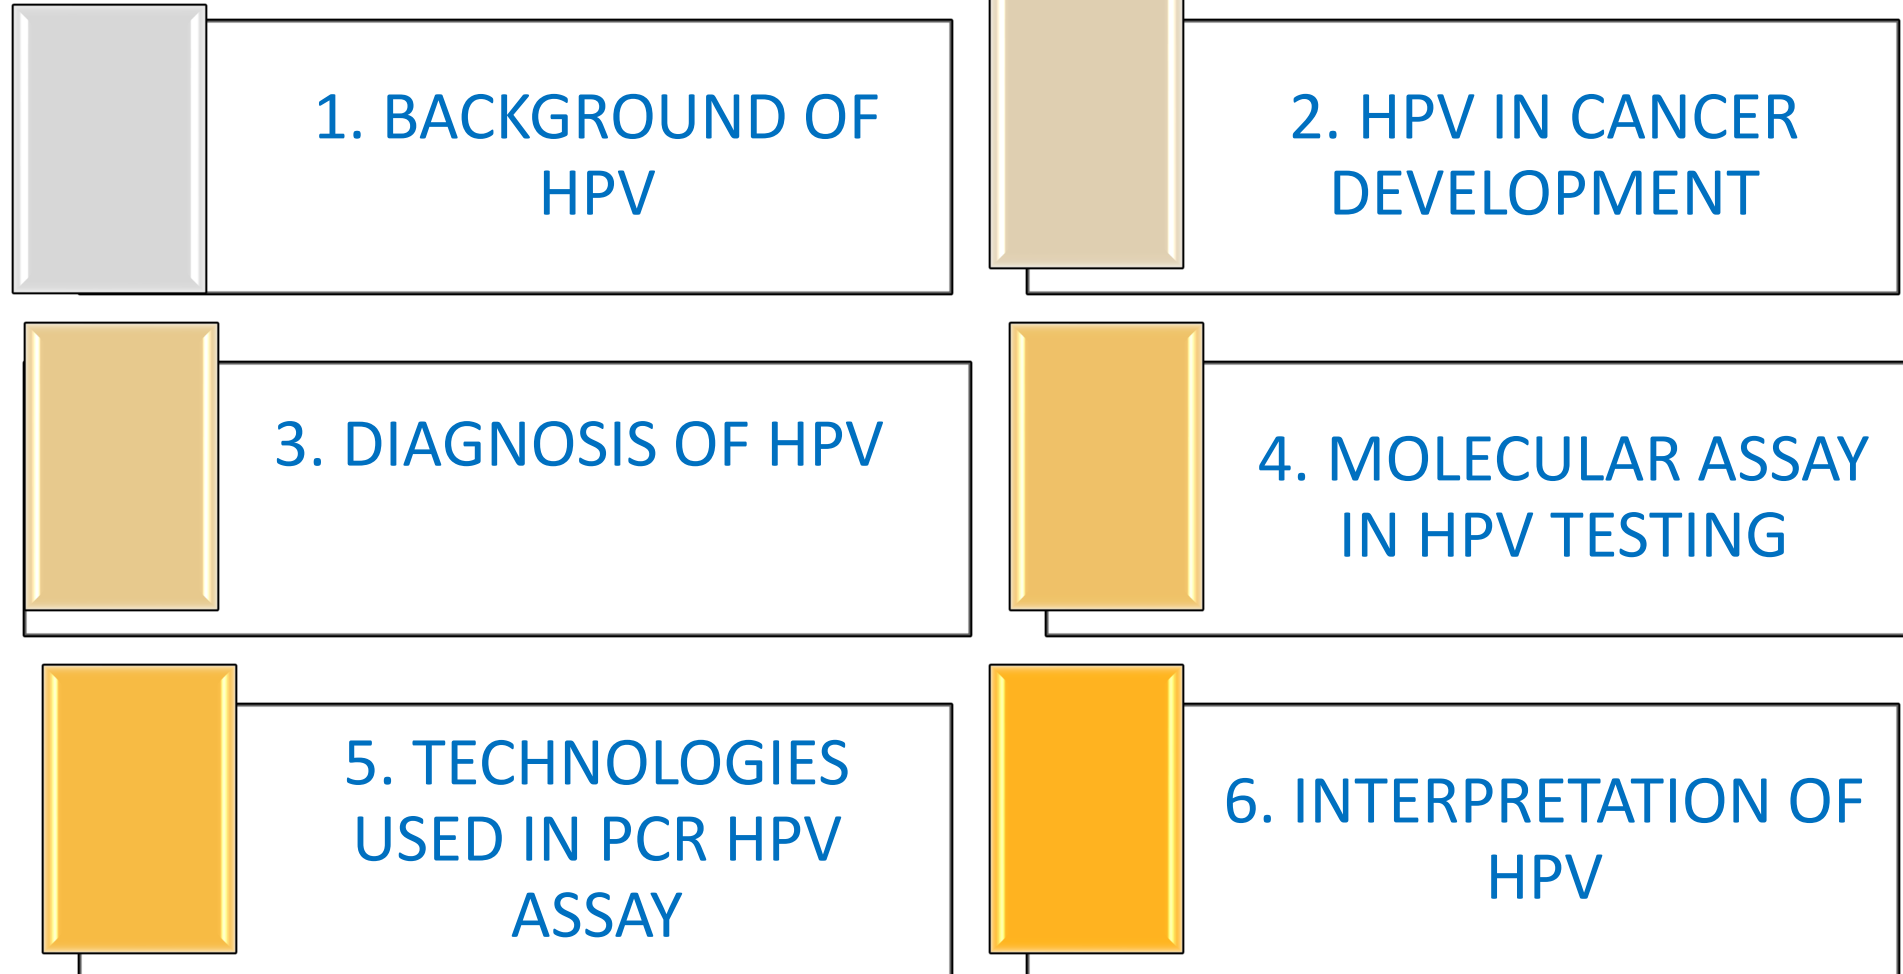 1. BACKGROUND OF
HPV
2. HPV IN CANCER
DEVELOPMENT
3. DIAGNOSIS OF HPV
4. MOLECULAR ASSAY
IN HPV TESTING
5. TECHNOLOGIES
USED IN PCR HPV
ASSAY
6. INTERPRETATION OF
HPV